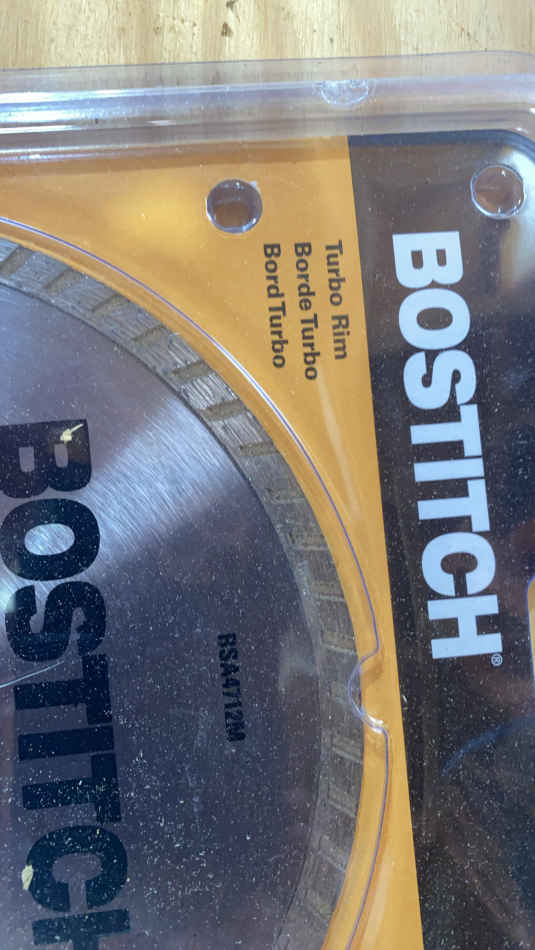 BOSTITCH®
Turbo Rim
Borde Turbo
Bord Turbo
BSA4712M
BOSTITCH